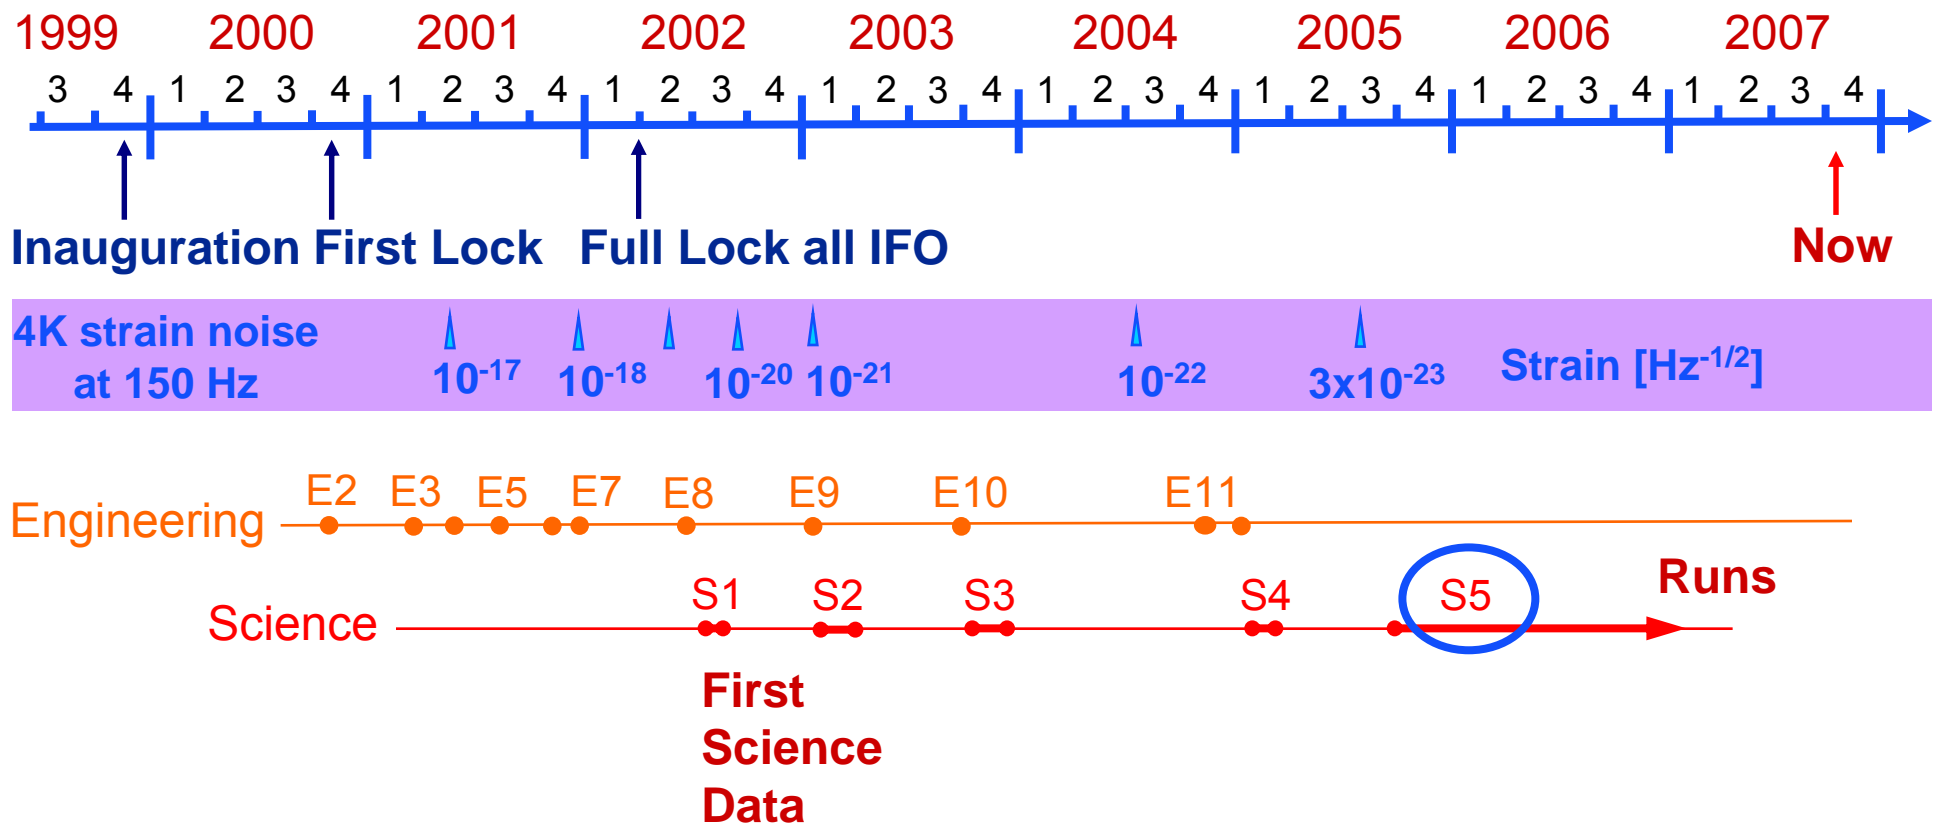 1999 2000 2001 2002 2003 2004 2005 2006 2007
3 4 1 2 3 4 1 2 3 4 1 2 3 4 1 2 3 4 1 2 3 4 1 2 3 4 1 2 3 4 1 2 3 4
Inauguration First Lock Full Lock all IFO Now
4K strain noise
at 150 Hz
10⁻¹⁷ 10⁻¹⁸ 10⁻²⁰ 10⁻²¹ 10⁻²² 3x10⁻²³ Strain [Hz⁻¹/²]
E2 E3 E5 E7 E8 E9 E10 E11
Engineering
Runs
S1 S2 S3 S4 S5
Science
First
Science
Data